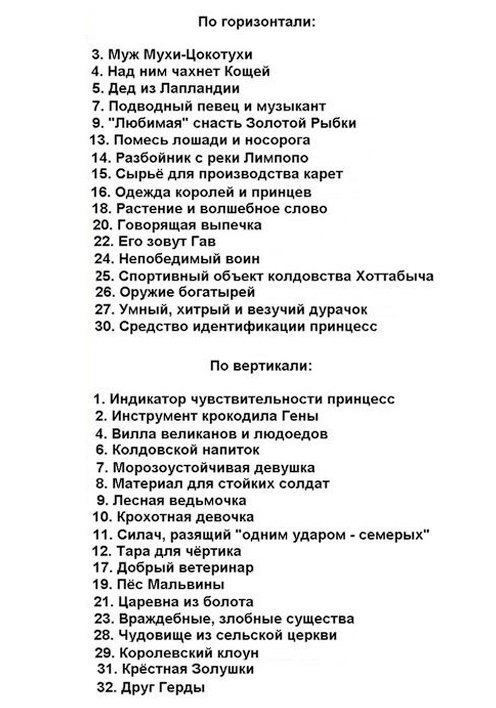 По горизонтали:
3. Муж Мухи-Цокотухи
4. Над ним чахнет Кощей
5. Дед из Лапландии
7. Подводный певец и музыкант
9. "Любимая" снасть Золотой Рыбки
13. Помесь лошади и носорога
14. Разбойник с реки Лимпопо
15. Сырьё для производства карет
16. Одежда королей и принцев
18. Растение и волшебное слово
20. Говорящая выпечка
22. Его зовут Гав
24. Непобедимый воин
25. Спортивный объект колдовства Хоттабыча
26. Оружие богатырей
27. Умный, хитрый и везучий дурачок
30. Средство идентификации принцесс
По вертикали:
1. Индикатор чувствительности принцесс
2. Инструмент крокодила Гены
4. Вилла великанов и людоедов
6. Колдовской напиток
7. Морозоустойчивая девушка
8. Материал для стойких солдат
9. Лесная ведьмочка
10. Крохотная девочка
11. Силач, разящий "одним ударом - семерых"
12. Тара для чёртика
17. Добрый ветеринар
19. Пёс Мальвины
21. Царевна из болота
23. Враждебные, злобные существа
28. Чудовище из сельской церкви
29. Королевский клоун
31. Крёстная Золушки
32. Друг Герды